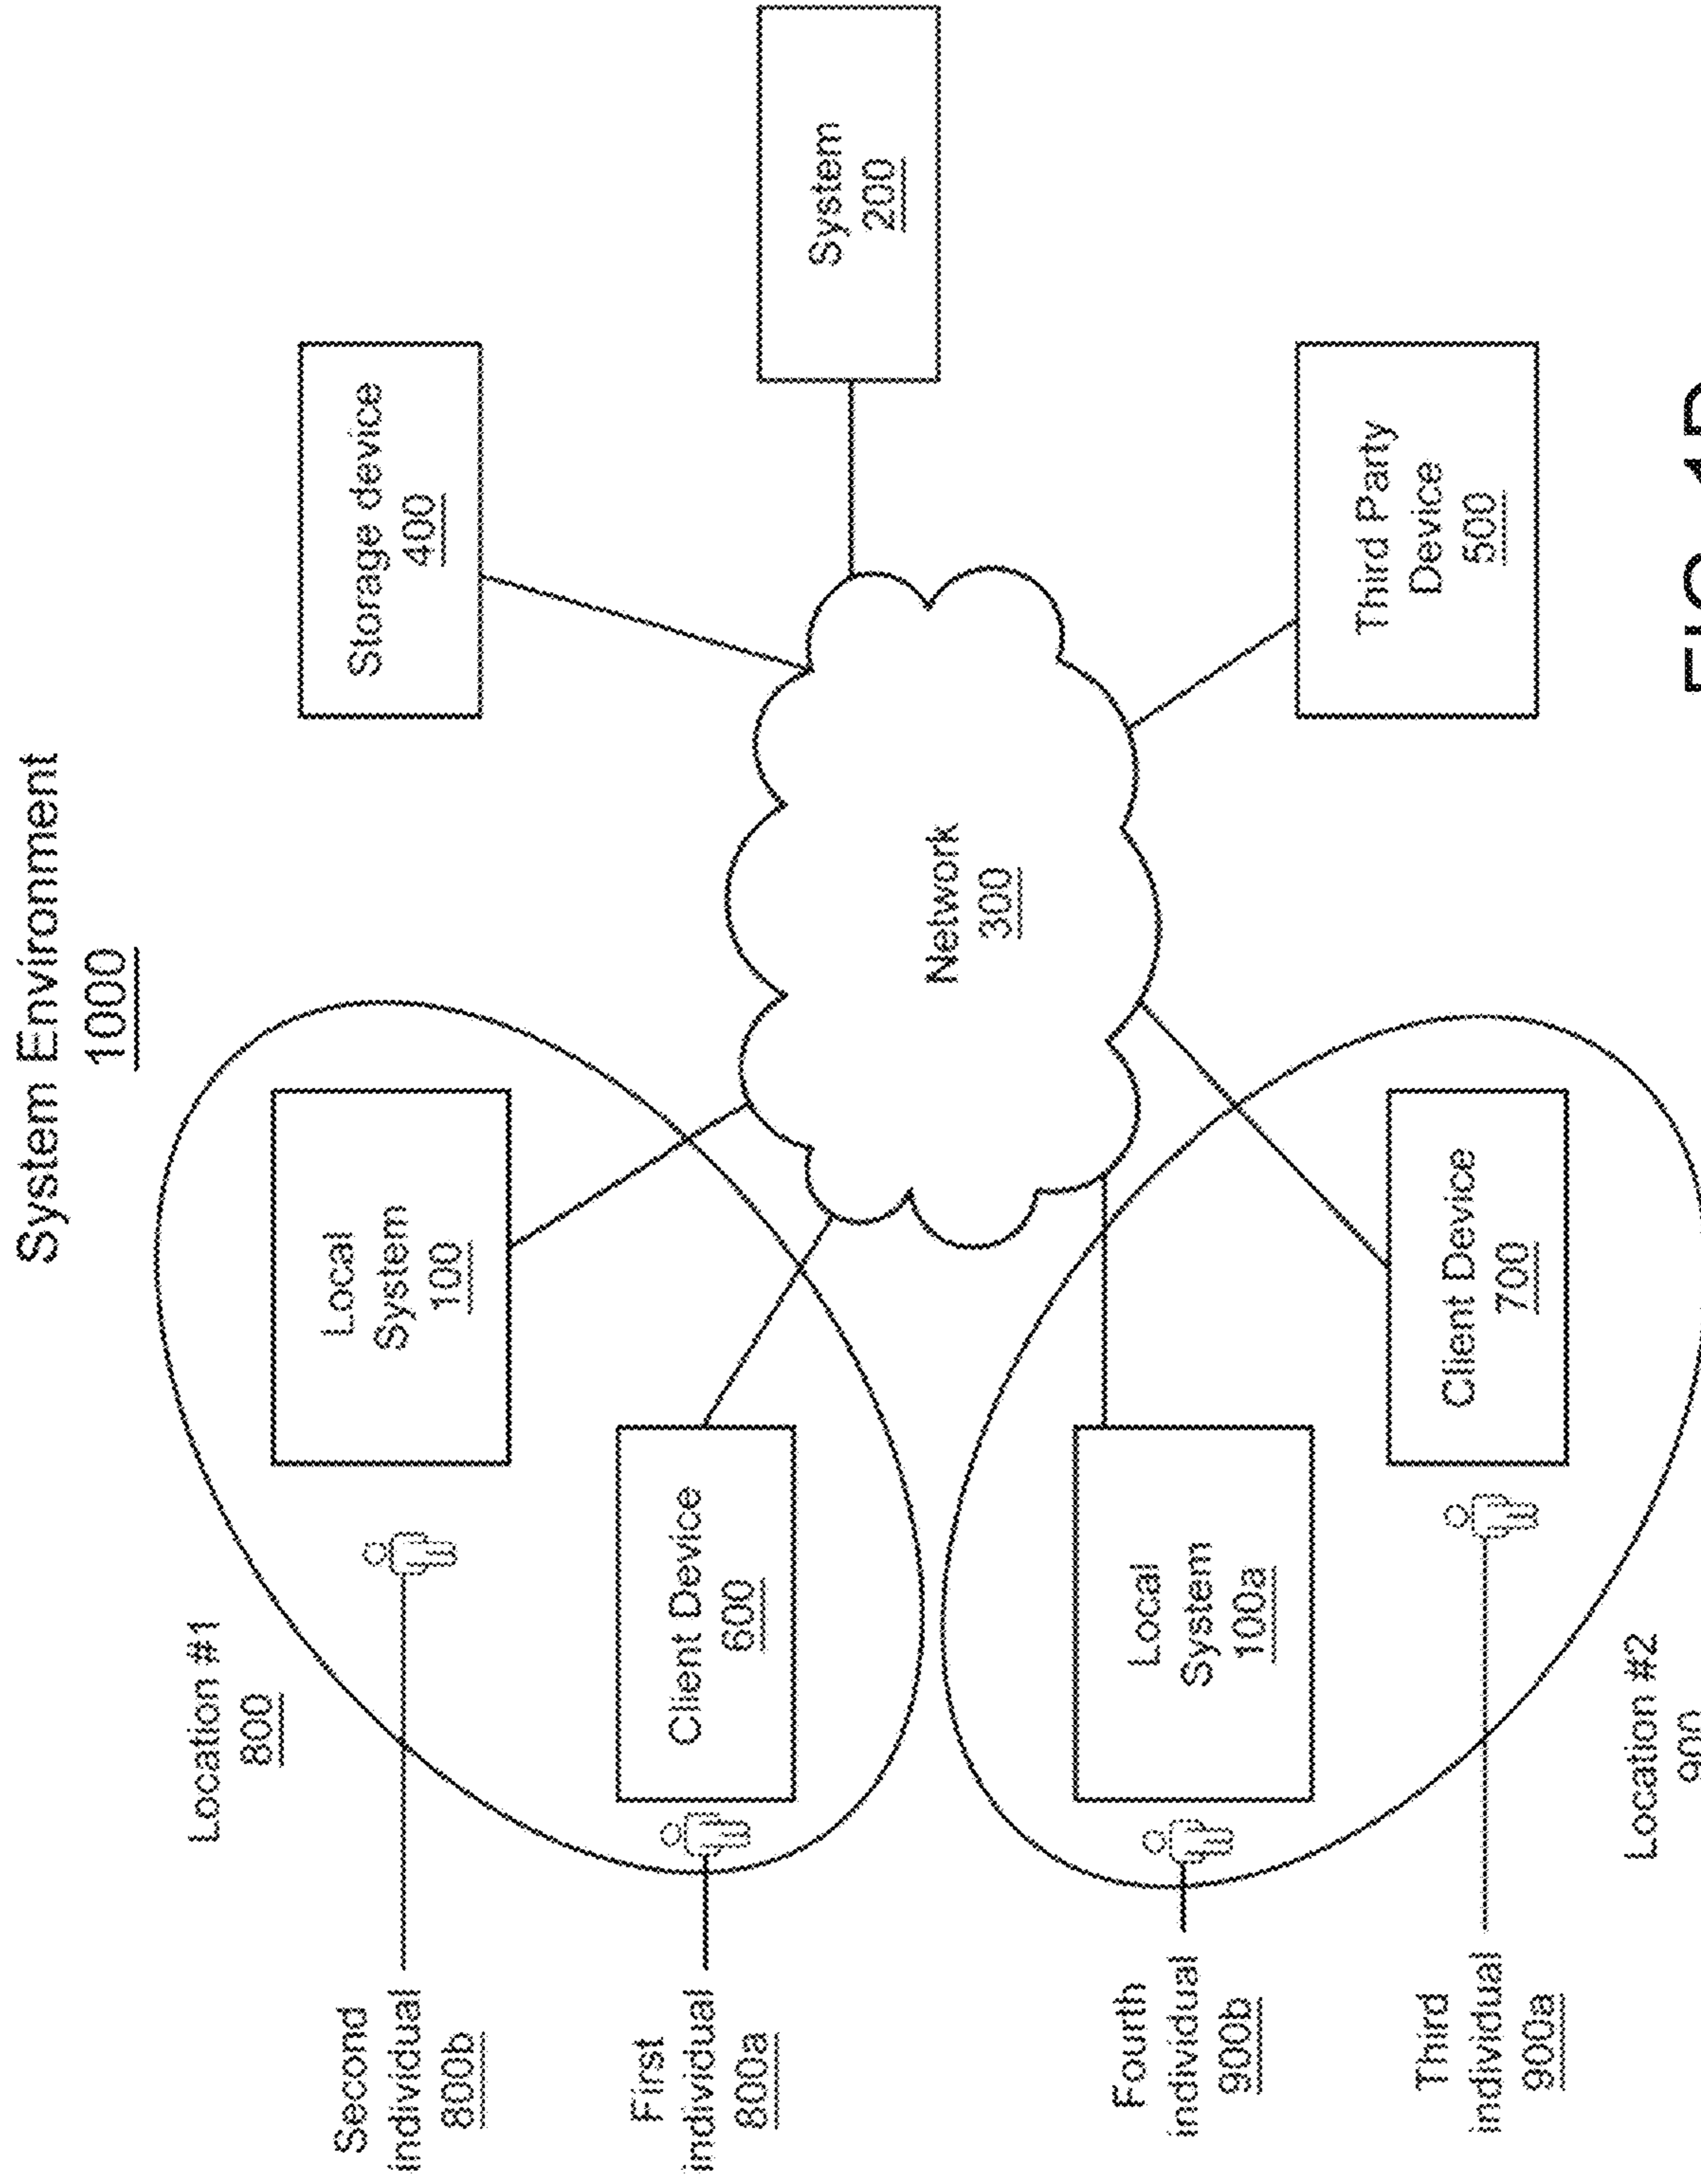 System Environment
1000
Location #1
800
Second
individual
800b
Local
System
100
Storage device
400
First
individual
800a
Client Device
600
System
200
Network
300
Fourth
individual
900b
Local
System
100a
Third Party
Device
500
Third
individual
900a
Client Device
700
Location #2